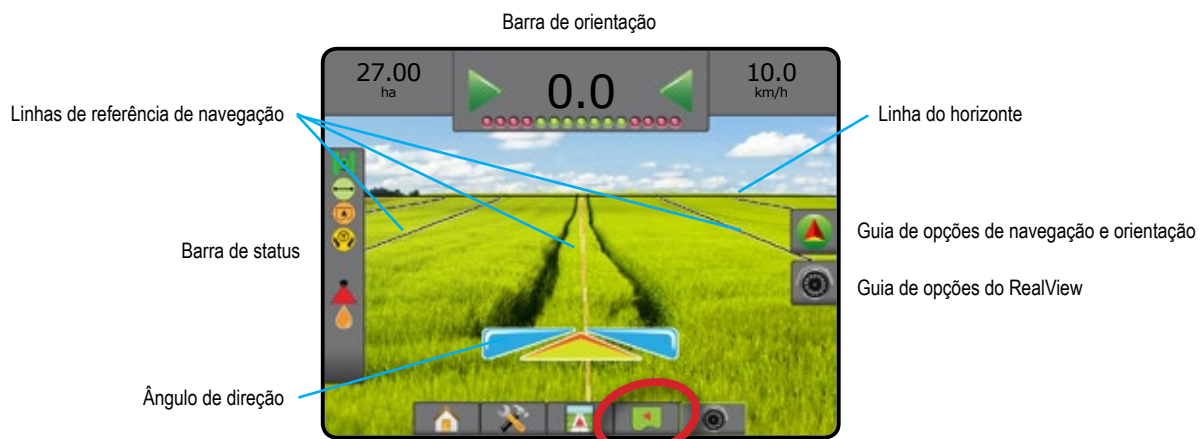 Barra de orientação
27.00
ha
0.0
10.0
km/h
Linhas de referência de navegação
Linha do horizonte
Barra de status
Guia de opções de navegação e orientação
Guia de opções do RealView
Ângulo de direção